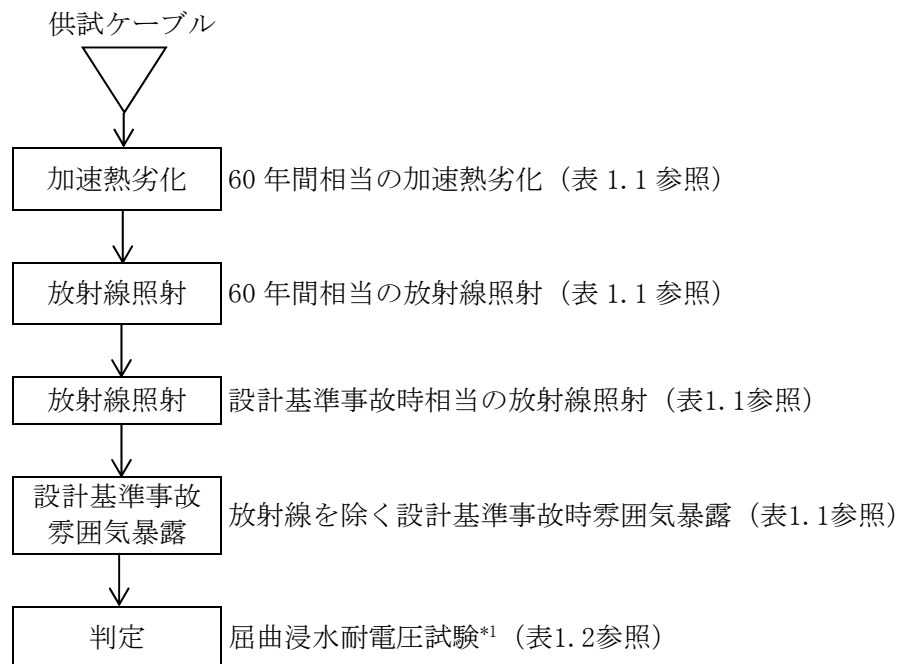 供試ケーブル
加速熱劣化 60 年間相当の加速熱劣化（表 1.1 参照）
放射線照射 60 年間相当の放射線照射（表 1.1 参照）
放射線照射 設計基準事故時相当の放射線照射（表1.1参照）
設計基準事故
雰囲気暴露
放射線を除く設計基準事故時雰囲気暴露（表1.1参照）
判定 屈曲浸水耐電圧試験*1（表1.2参照）